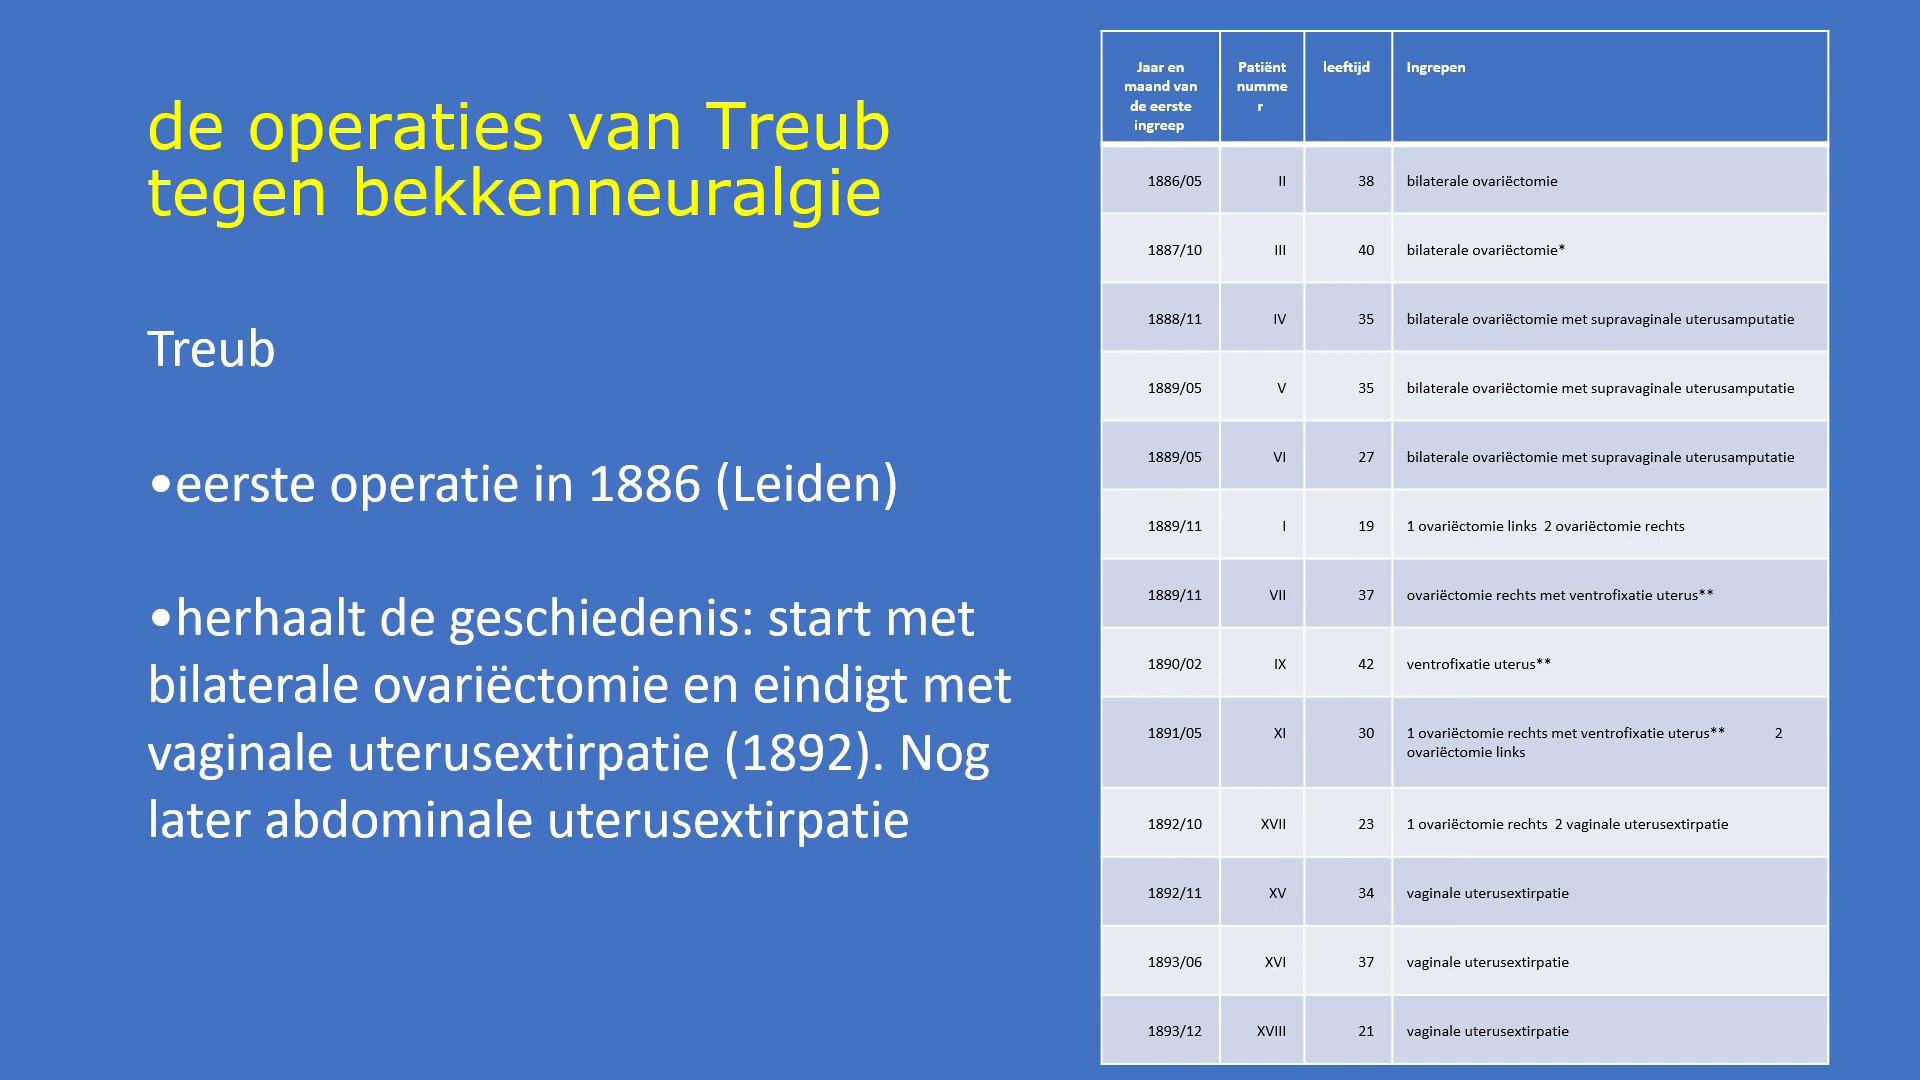 de operaties van Treub
tegen bekkenneuralgie
Treub
•eerste operatie in 1886 (Leiden)
•herhaalt de geschiedenis: start met
bilaterale ovariëctomie en eindigt met
vaginale uterusextirpatie (1892). Nog
later abdominale uterusextirpatie
Jaar en
maand van
de eerste
ingreep
Patiënt
numme
r
leeftijd
Ingrepen
1886/05 II 38 bilaterale ovariëctomie
1887/10 III 40 bilaterale ovariëctomie*
1888/11 IV 35 bilaterale ovariëctomie met supravaginale uterusamputatie
1889/05 V 35 bilaterale ovariëctomie met supravaginale uterusamputatie
1889/05 VI 27 bilaterale ovariëctomie met supravaginale uterusamputatie
1889/11 I 19 1 ovariëctomie links 2 ovariëctomie rechts
1889/11 VII 37 ovariëctomie rechts met ventrofixatie uterus**
1890/02 IX 42 ventrofixatie uterus**
1891/05 XI 30 1 ovariëctomie rechts met ventrofixatie uterus** 2
ovariëctomie links
1892/10 XVII 23 1 ovariëctomie rechts 2 vaginale uterusextirpatie
1892/11 XV 34 vaginale uterusextirpatie
1893/06 XVI 37 vaginale uterusextirpatie
1893/12 XVIII 21 vaginale uterusextirpatie